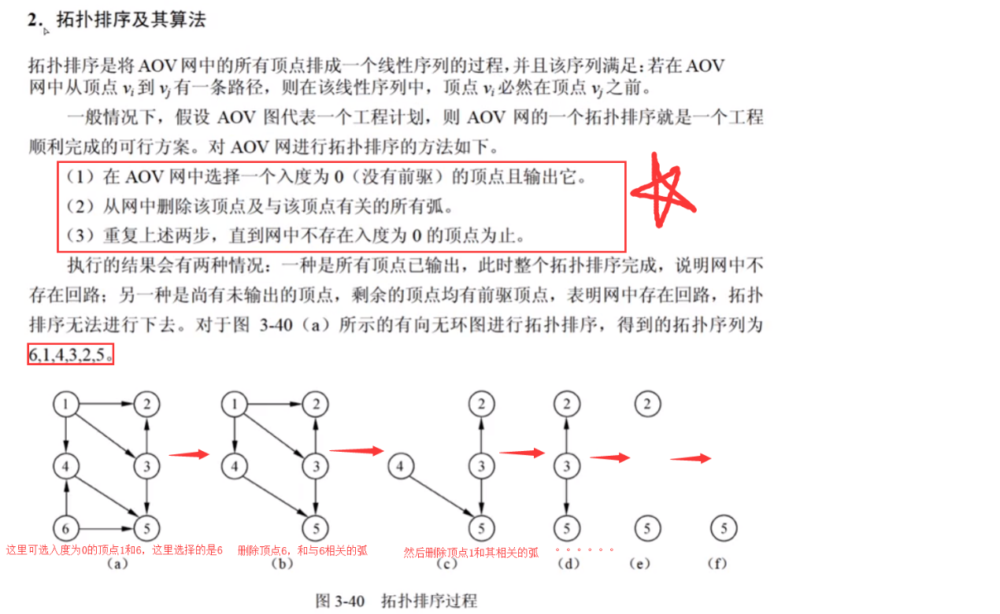 2. 拓扑排序及其算法
拓扑排序是将 AOV 网中的所有顶点排成一个线性序列的过程，并且该序列满足：若在 AOV
网中从顶点 vi 到 vj 有一条路径，则在该线性序列中，顶点 vi 必然在顶点 vj 之前。
一般情况下，假设 AOV 图代表一个工程计划，则 AOV 网的一个拓扑排序就是一个工程
顺利完成的可行方案。对 AOV 网进行拓扑排序的方法如下。
（1）在 AOV 网中选择一个入度为 0（没有前驱）的顶点且输出它。
（2）从网中删除该顶点及与该顶点有关的所有弧。
（3）重复上述两步，直到网中不存在入度为 0 的顶点为止。
执行的结果会有两种情况：一种是所有顶点已输出，此时整个拓扑排序完成，说明网中不
存在回路；另一种是尚有未输出的顶点，剩余的顶点均有前驱顶点，表明网中存在回路，拓扑
排序无法进行下去。对于图 3-40（a）所示的有向无环图进行拓扑排序，得到的拓扑序列为
6,1,4,3,2,5。
1 2 1 2 2 2 2
4 3 4 3 4 3 3
6 5 5 5 5 5 5
这里可选入度为0的顶点1和6，这里选择的是6 删除顶点6，和与6相关的弧 然后删除顶点1和其相关的弧 。。。。。。
（a） （b） （c） （d） （e） （f）
图 3-40 拓扑排序过程